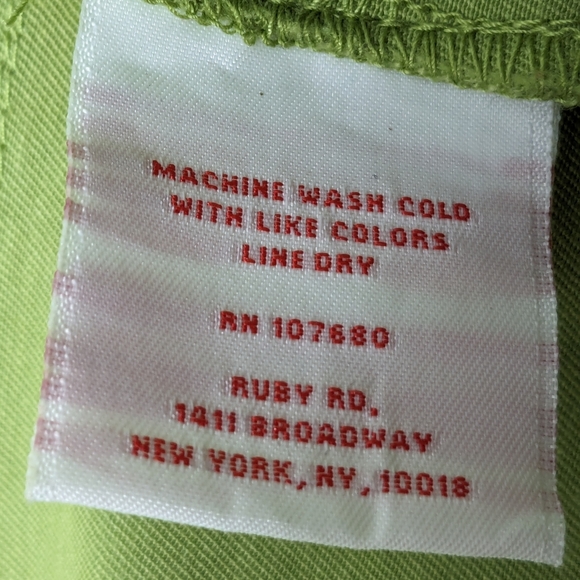 MACHINE WASH COLD
WITH LIKE COLORS
LINE DRY
RN 107680
RUBY RD.
1411 BROADWAY
NEW YORK, NY, 10018